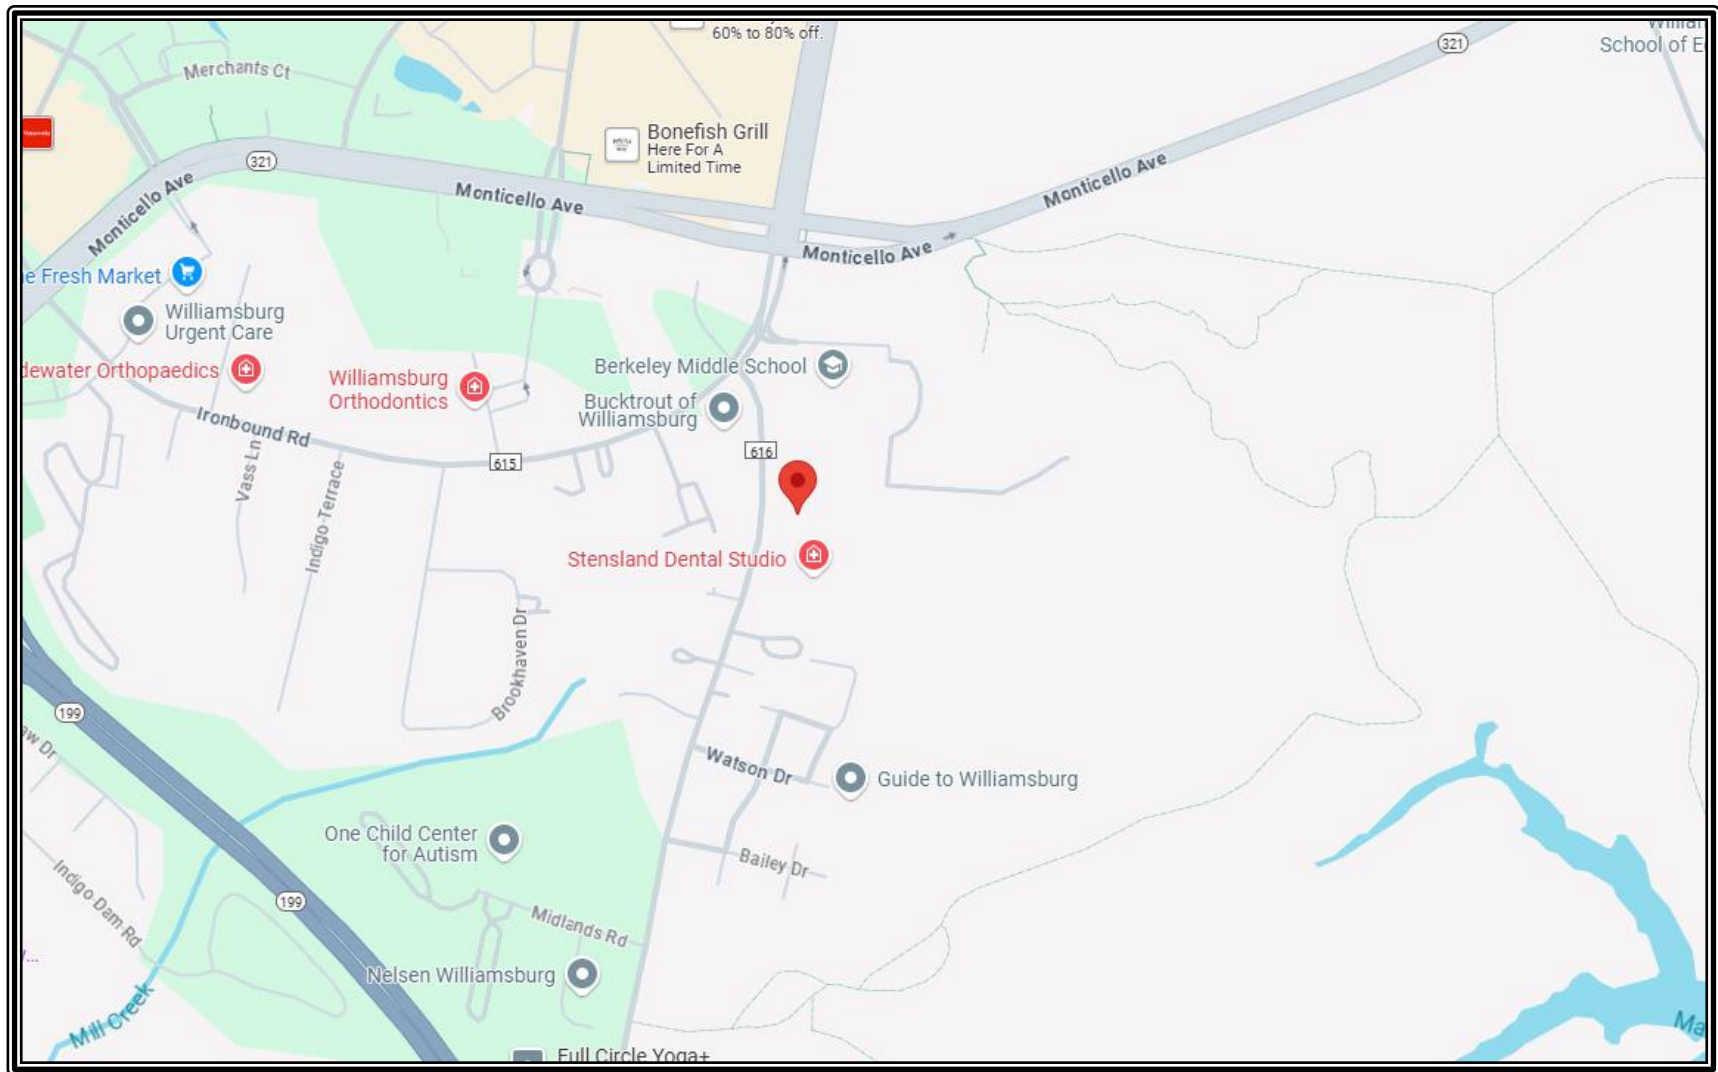 60% to 80% off.
321
School of E
Merchants Ct
Bonefish Grill
Here For A
Limited Time
321
Monticello Ave
Monticello Ave
Monticello Ave
Monticello Ave
e Fresh Market
Williamsburg
Urgent Care
dewater Orthopaedics
Williamsburg
Orthodontics
Berkeley Middle School
Bucktrout of
Williamsburg
Ironbound Rd
615
616
Vass Ln
Indigo Terrace
Stensland Dental Studio
Brookhaven Dr
199
aw Dr
Watson Dr
Guide to Williamsburg
One Child Center
for Autism
Bailey Dr
Indigo Dam Rd
199
Midlands Rd
Nelsen Williamsburg
Mill Creek
Ma
Full Circle Yoga+